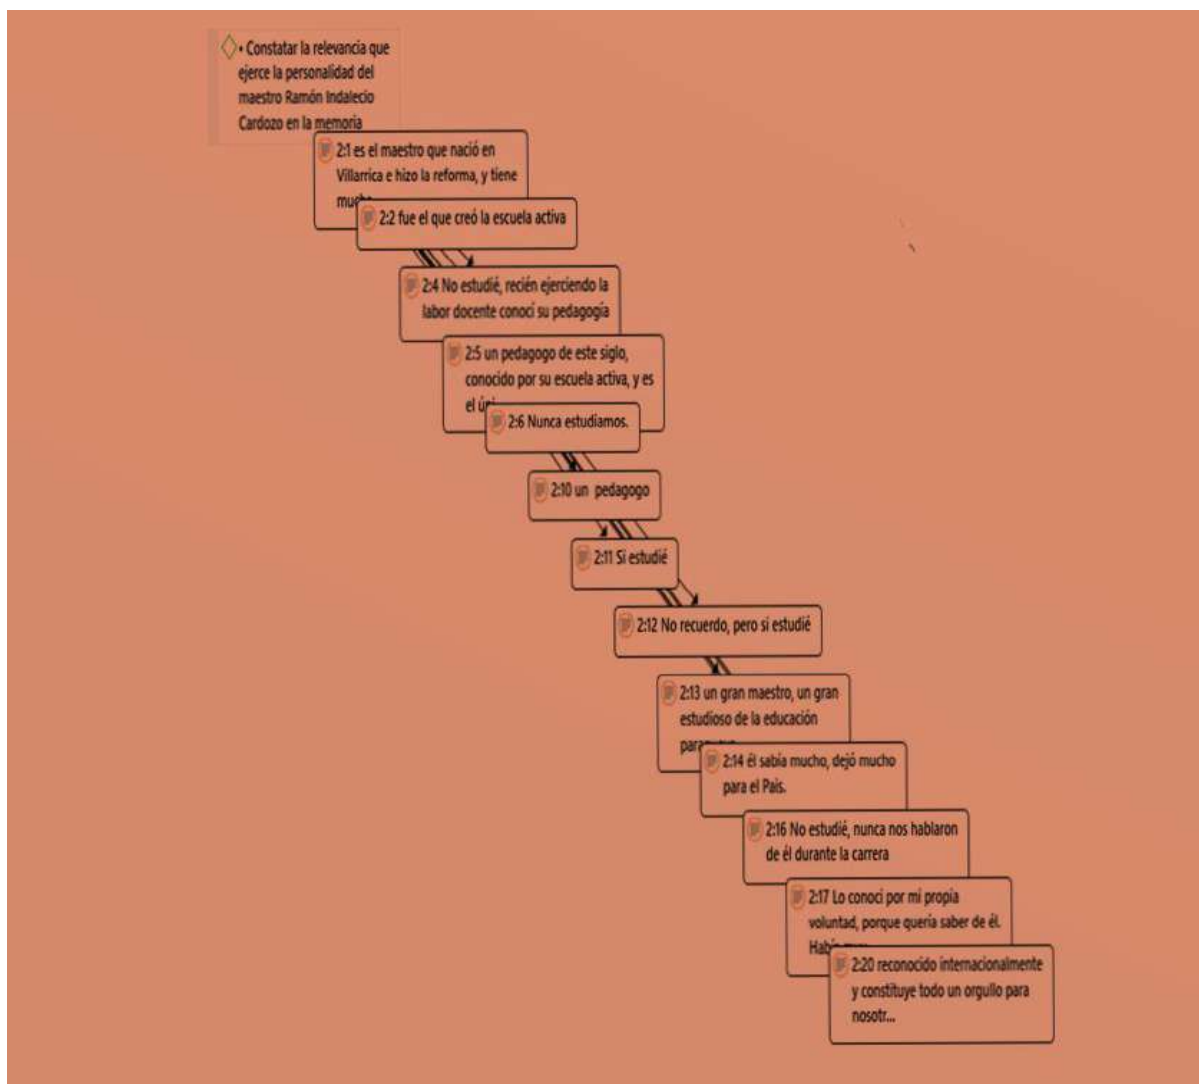 • Constatar la relevancia que
ejerce la personalidad del
maestro Ramón Indalecio
Cardozo en la memoria
2:1 es el maestro que nació en
Villarrica e hizo la reforma, y tiene
2:2 fue el que creó la escuela activa
2:4 No estudié, recién ejerciendo la
labor docente conocí su pedagogía
2:5 un pedagogo de este siglo,
conocido por su escuela activa, y es
el
2:6 Nunca estudiamos.
2:10 un pedagogo
2:11 Si estudié
2:12 No recuerdo, pero si estudié
2:13 un gran maestro, un gran
estudioso de la educación
2:14 él sabía mucho, dejó mucho
para el Pais.
2:16 No estudié, nunca nos hablaron
de él durante la carrera
2:17 Lo conocí por mi propia
voluntad, porque quería saber de él.
2:20 reconocido internacionalmente
y constituye todo un orgullo para
nosotr...